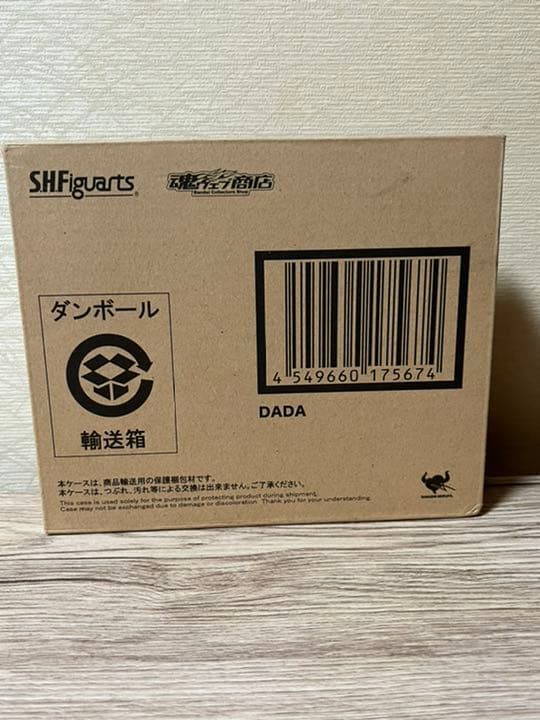 S.H.Figuarts
魂ウェブ商店
Bandai Collectors Shop
ダンボール
輸送箱
4 549660 175674
DADA
本ケースは、商品輸送用の保護梱包材です。
本ケースは、つぶれ、汚れ等による交換は出来ません。ご了承ください。
This case is used solely for the purpose of protecting product during shipment.
Case may not be exchanged due to damage or discoloration. Thank you for your understanding.